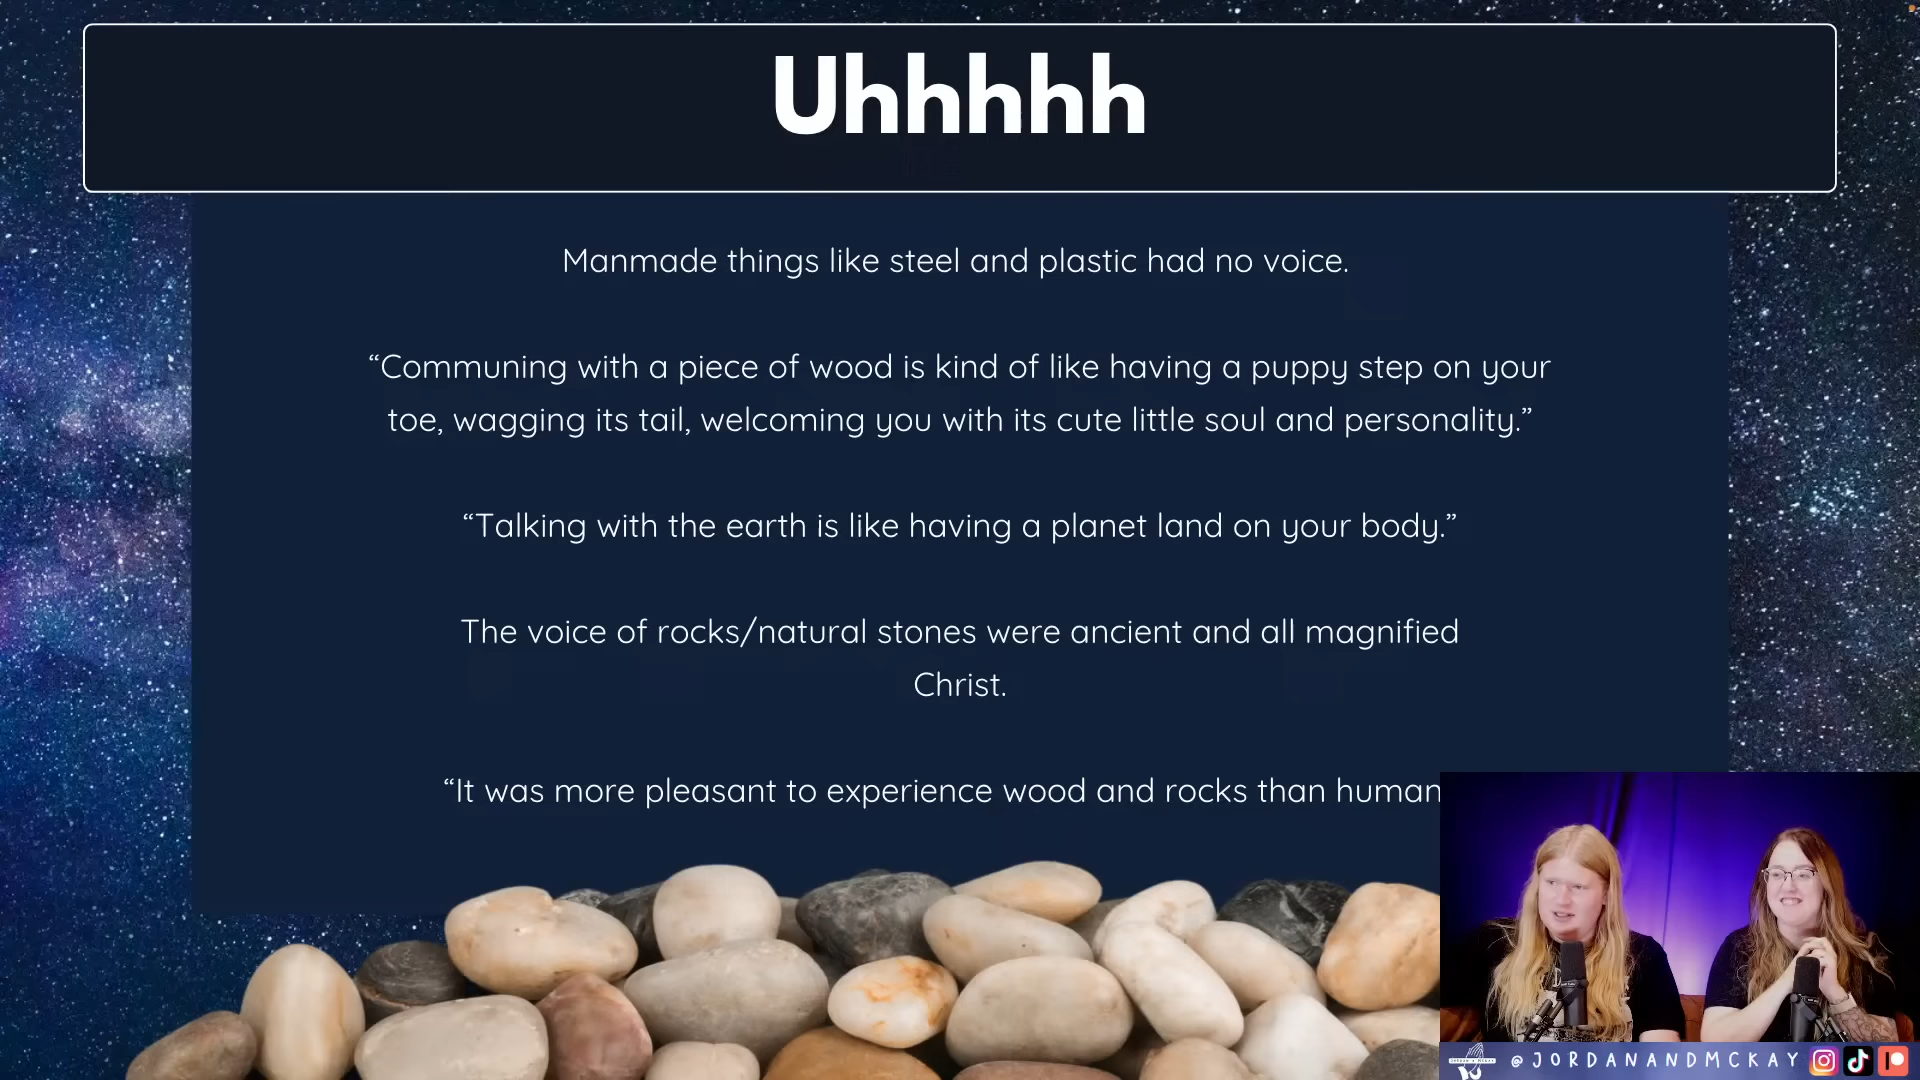 Uhhhhh
Manmade things like steel and plastic had no voice.
“Communing with a piece of wood is kind of like having a puppy step on your
toe, wagging its tail, welcoming you with its cute little soul and personality.”
“Talking with the earth is like having a planet land on your body.”
The voice of rocks/natural stones were ancient and all magnified
Christ.
“It was more pleasant to experience wood and rocks than human
@JORDANANDMCKAY